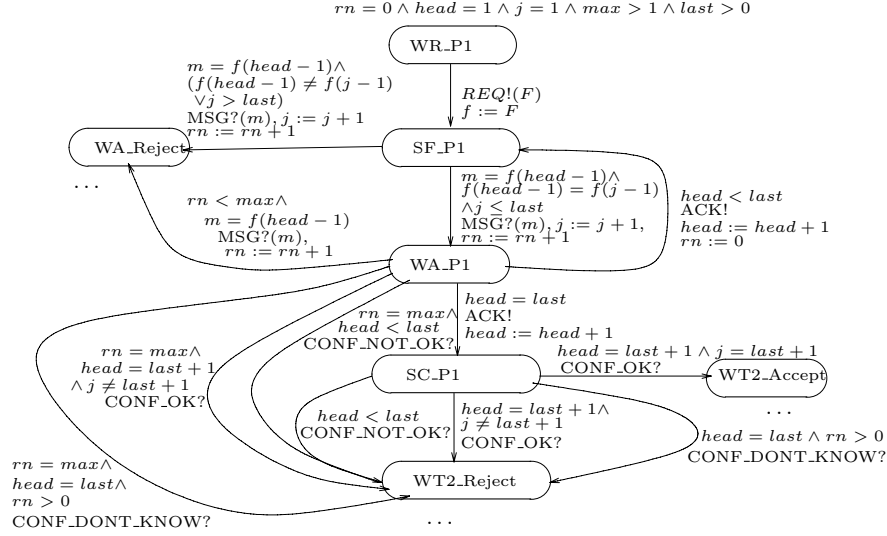 rn = 0 ∧ head = 1 ∧ j = 1 ∧ max > 1 ∧ last > 0
WR_P1
m = f(head − 1)∧
(f(head − 1) ≠ f(j − 1)
∨j > last)
MSG?(m), j := j + 1
rn := rn + 1
REQ!(F)
f := F
WA_Reject
. . .
SF_P1
m = f(head − 1)∧
f(head − 1) = f(j − 1)
∧j ≤ last
MSG?(m), j := j + 1,
rn := rn + 1
head < last
ACK!
head := head + 1
rn := 0
rn < max∧
m = f(head − 1)
MSG?(m),
rn := rn + 1
WA_P1
head = last
ACK!
head := head + 1
rn = max∧
head < last
CONF_NOT_OK?
rn = max∧
head = last + 1
∧ j ≠ last + 1
CONF_OK?
SC_P1
head = last + 1 ∧ j = last + 1
CONF_OK?
WT2_Accept
. . .
head < last
CONF_NOT_OK?
head = last + 1∧
j ≠ last + 1
CONF_OK?
head = last ∧ rn > 0
CONF_DONT_KNOW?
rn = max∧
head = last∧
rn > 0
CONF_DONT_KNOW?
WT2_Reject
. . .